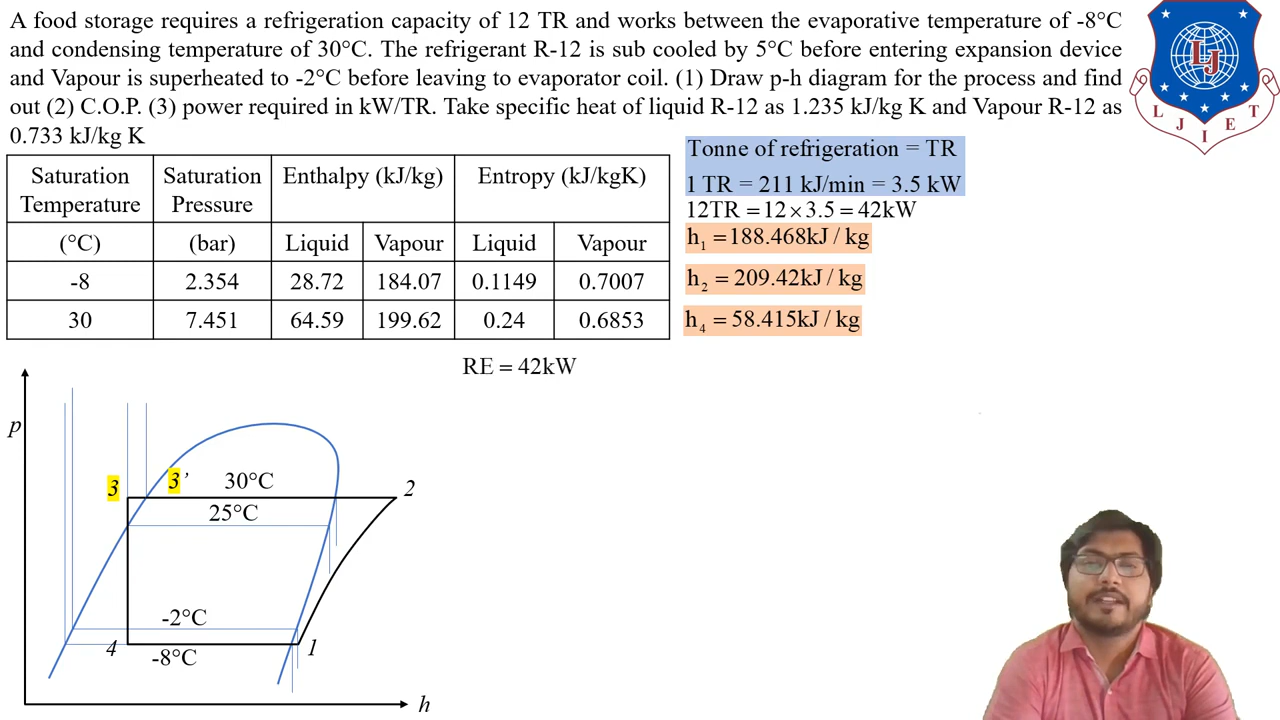 A food storage requires a refrigeration capacity of 12 TR and works between the evaporative temperature of -8°C
and condensing temperature of 30°C. The refrigerant R-12 is sub cooled by 5°C before entering expansion device
and Vapour is superheated to -2°C before leaving to evaporator coil. (1) Draw p-h diagram for the process and find
out (2) C.O.P. (3) power required in kW/TR. Take specific heat of liquid R-12 as 1.235 kJ/kg K and Vapour R-12 as
0.733 kJ/kg K
LJ
L J I E T
Saturation Temperature Saturation Pressure Enthalpy (kJ/kg) Entropy (kJ/kgK)
(°C) (bar) Liquid Vapour Liquid Vapour
-8 2.354 28.72 184.07 0.1149 0.7007
30 7.451 64.59 199.62 0.24 0.6853
Tonne of refrigeration = TR
1 TR = 211 kJ/min = 3.5 kW
12TR = 12 × 3.5 = 42kW
h₁ = 188.468kJ / kg
h₂ = 209.42kJ / kg
h₄ = 58.415kJ / kg
RE = 42kW
p
3 3' 30°C 2
25°C
-2°C
4 -8°C 1
h